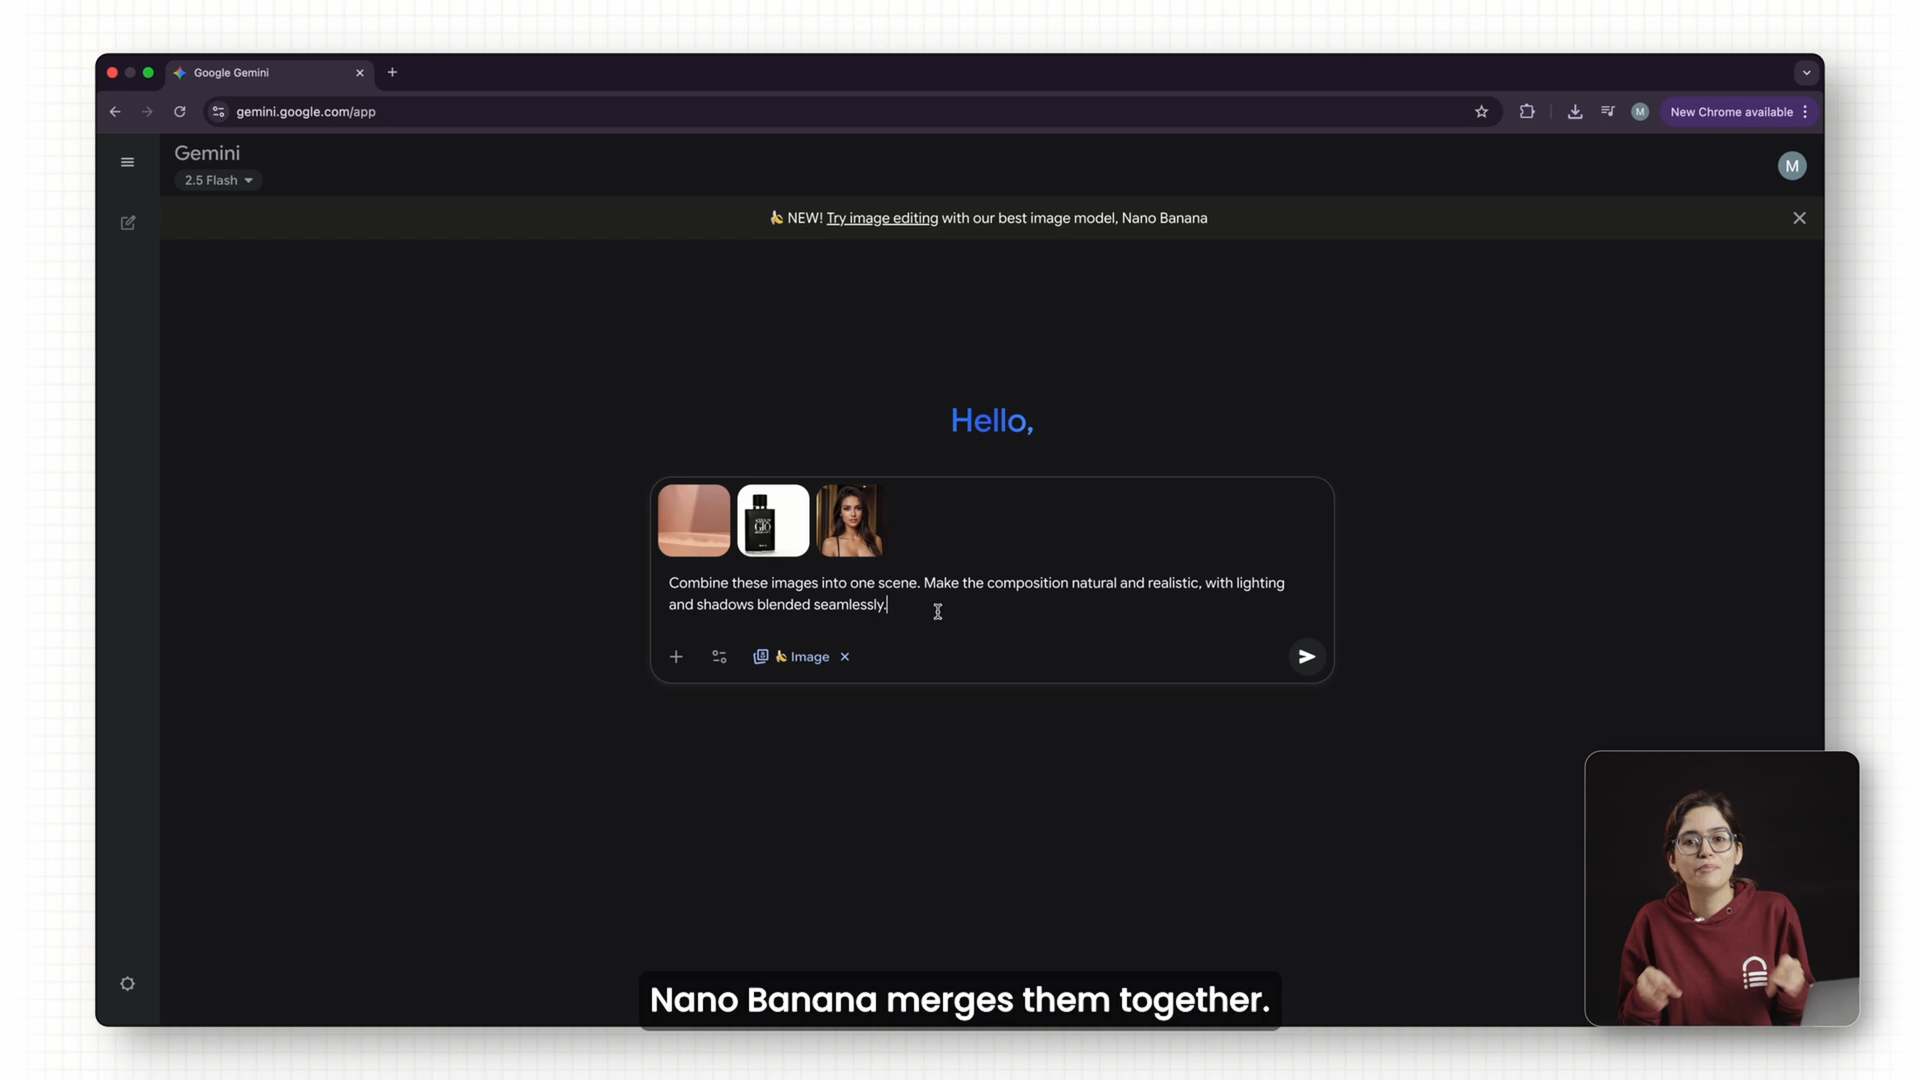 Google Gemini
gemini.google.com/app
M
New Chrome available
Gemini
2.5 Flash
M
NEW! Try image editing with our best image model, Nano Banana
Hello,
GIO
Combine these images into one scene. Make the composition natural and realistic, with lighting
and shadows blended seamlessly.
Image
Nano Banana merges them together.